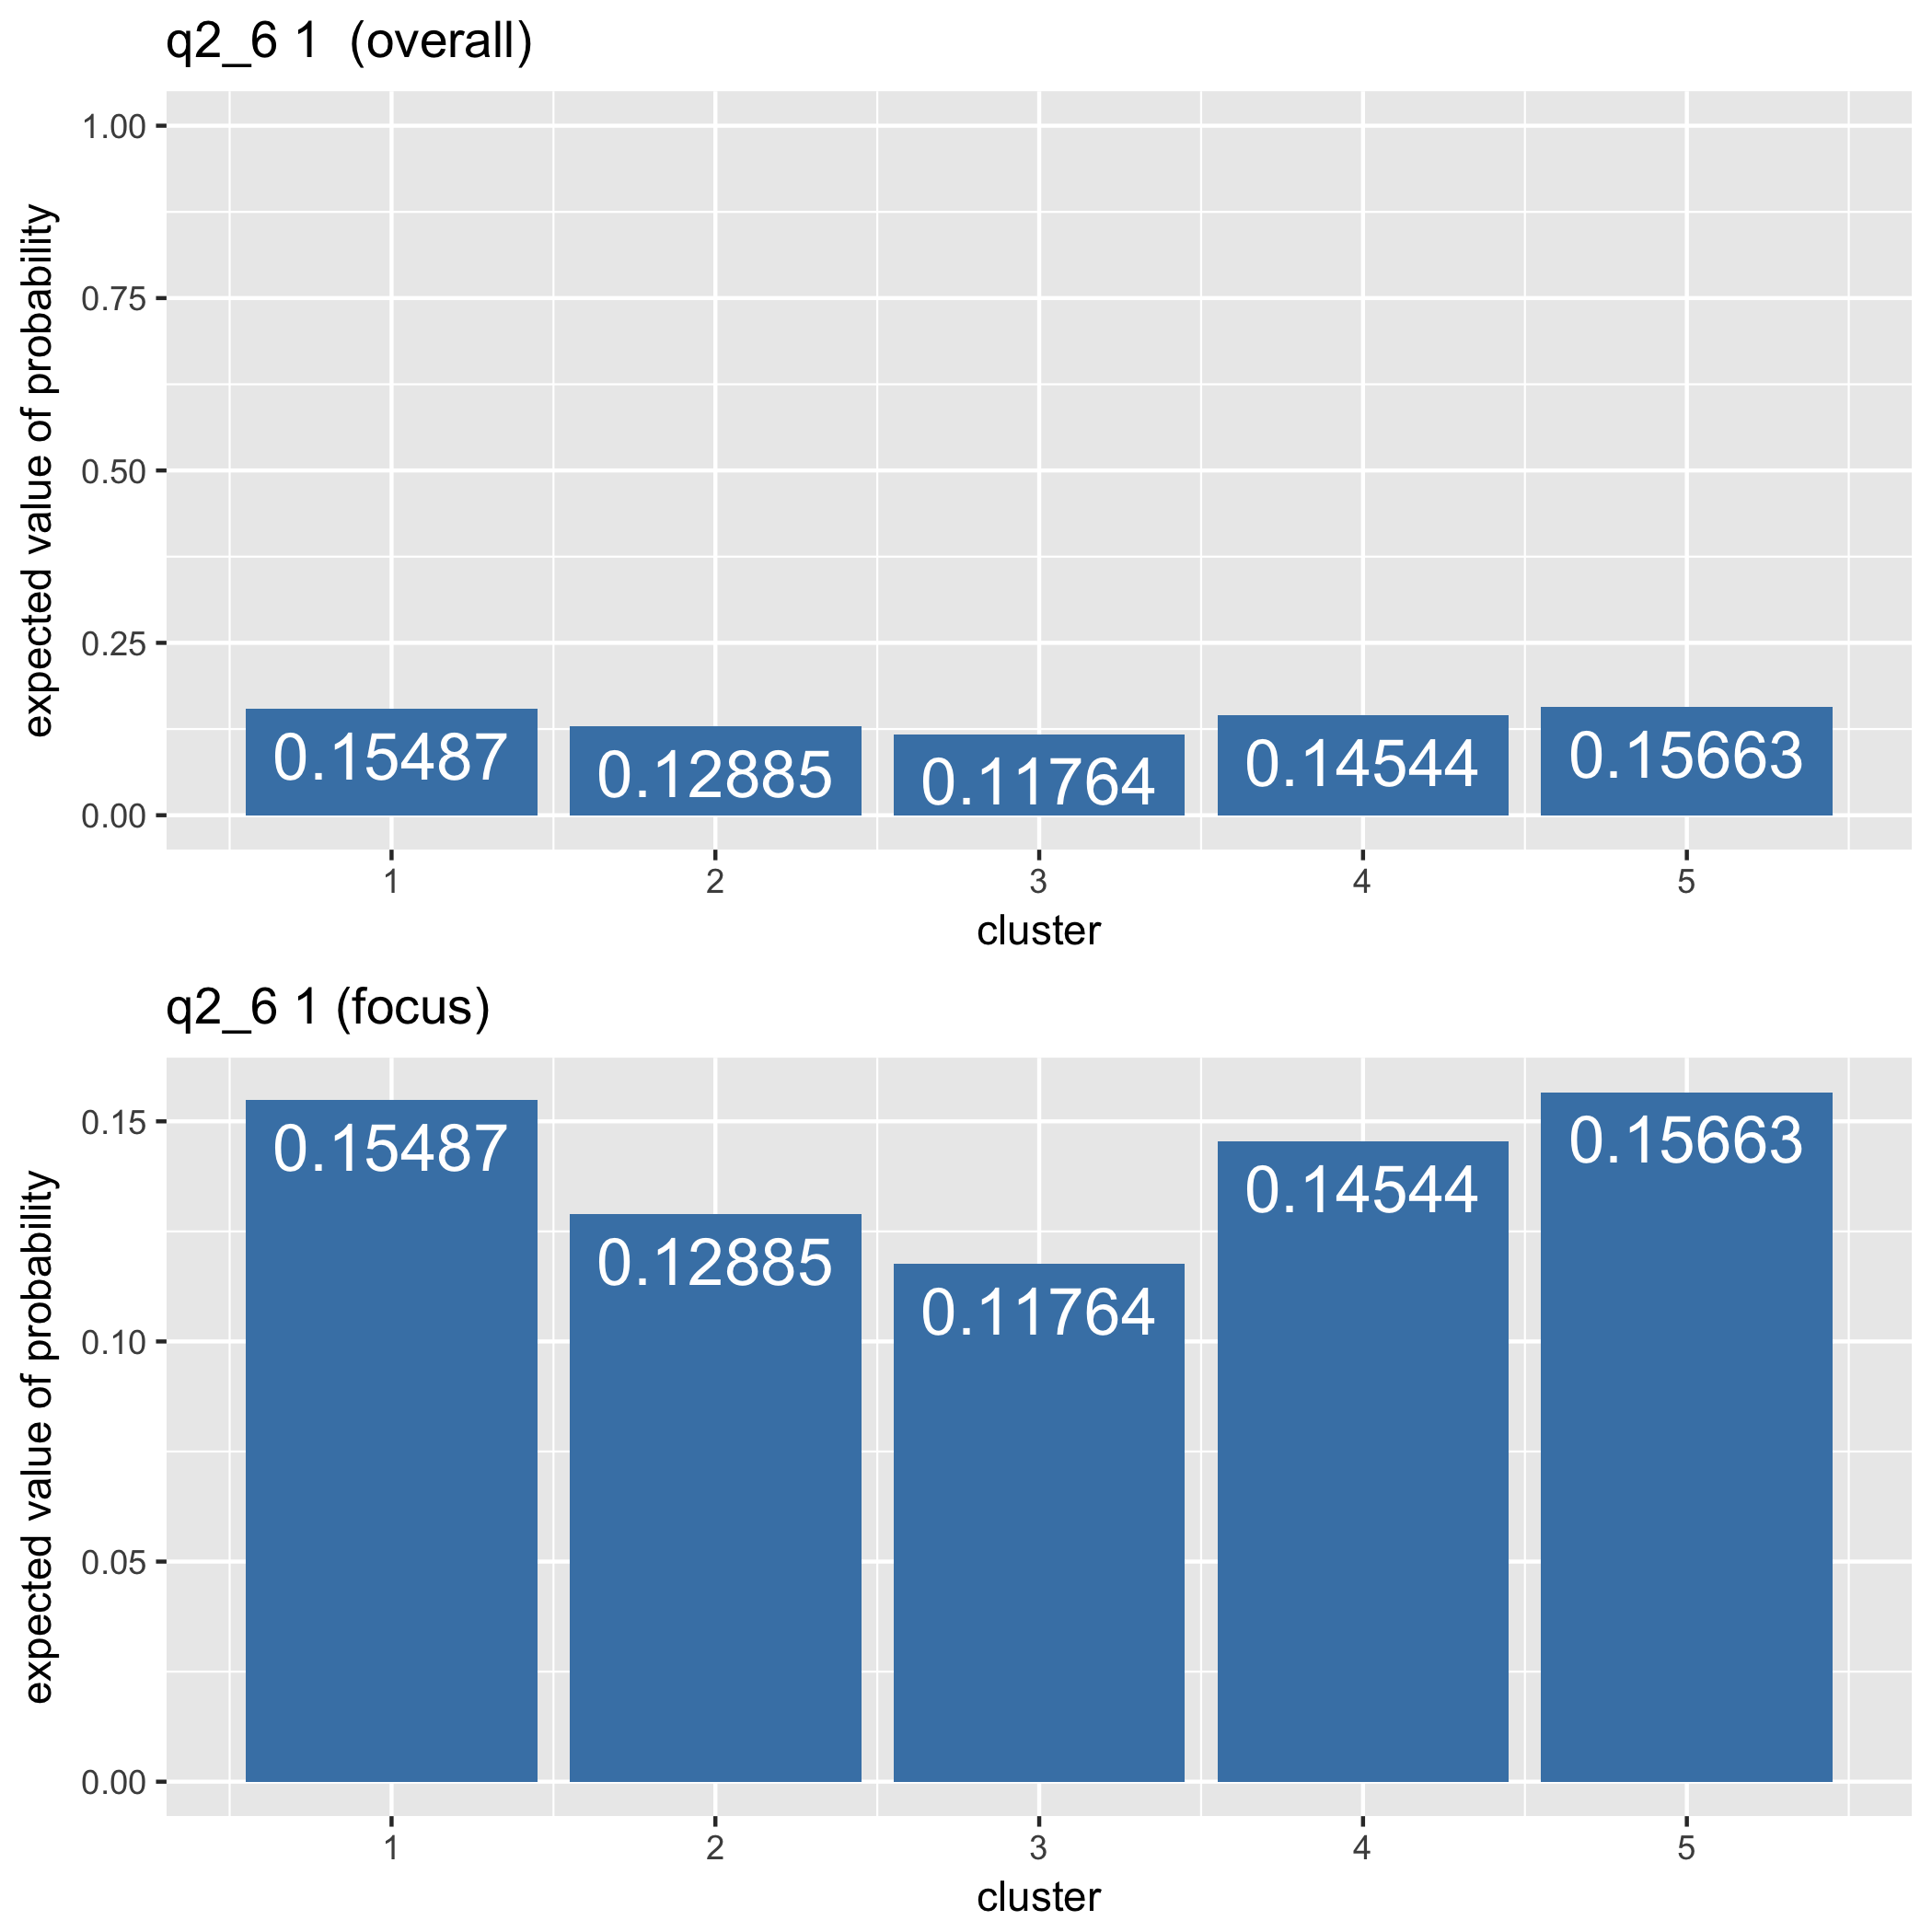 q2_6 1  (overall)
expected value of probability
1.00
0.75
0.50
0.25
0.00
0.15487
0.12885
0.11764
0.14544
0.15663
1 2 3 4 5
cluster
q2_6 1 (focus)
expected value of probability
0.15
0.10
0.05
0.00
0.15487
0.12885
0.11764
0.14544
0.15663
1 2 3 4 5
cluster